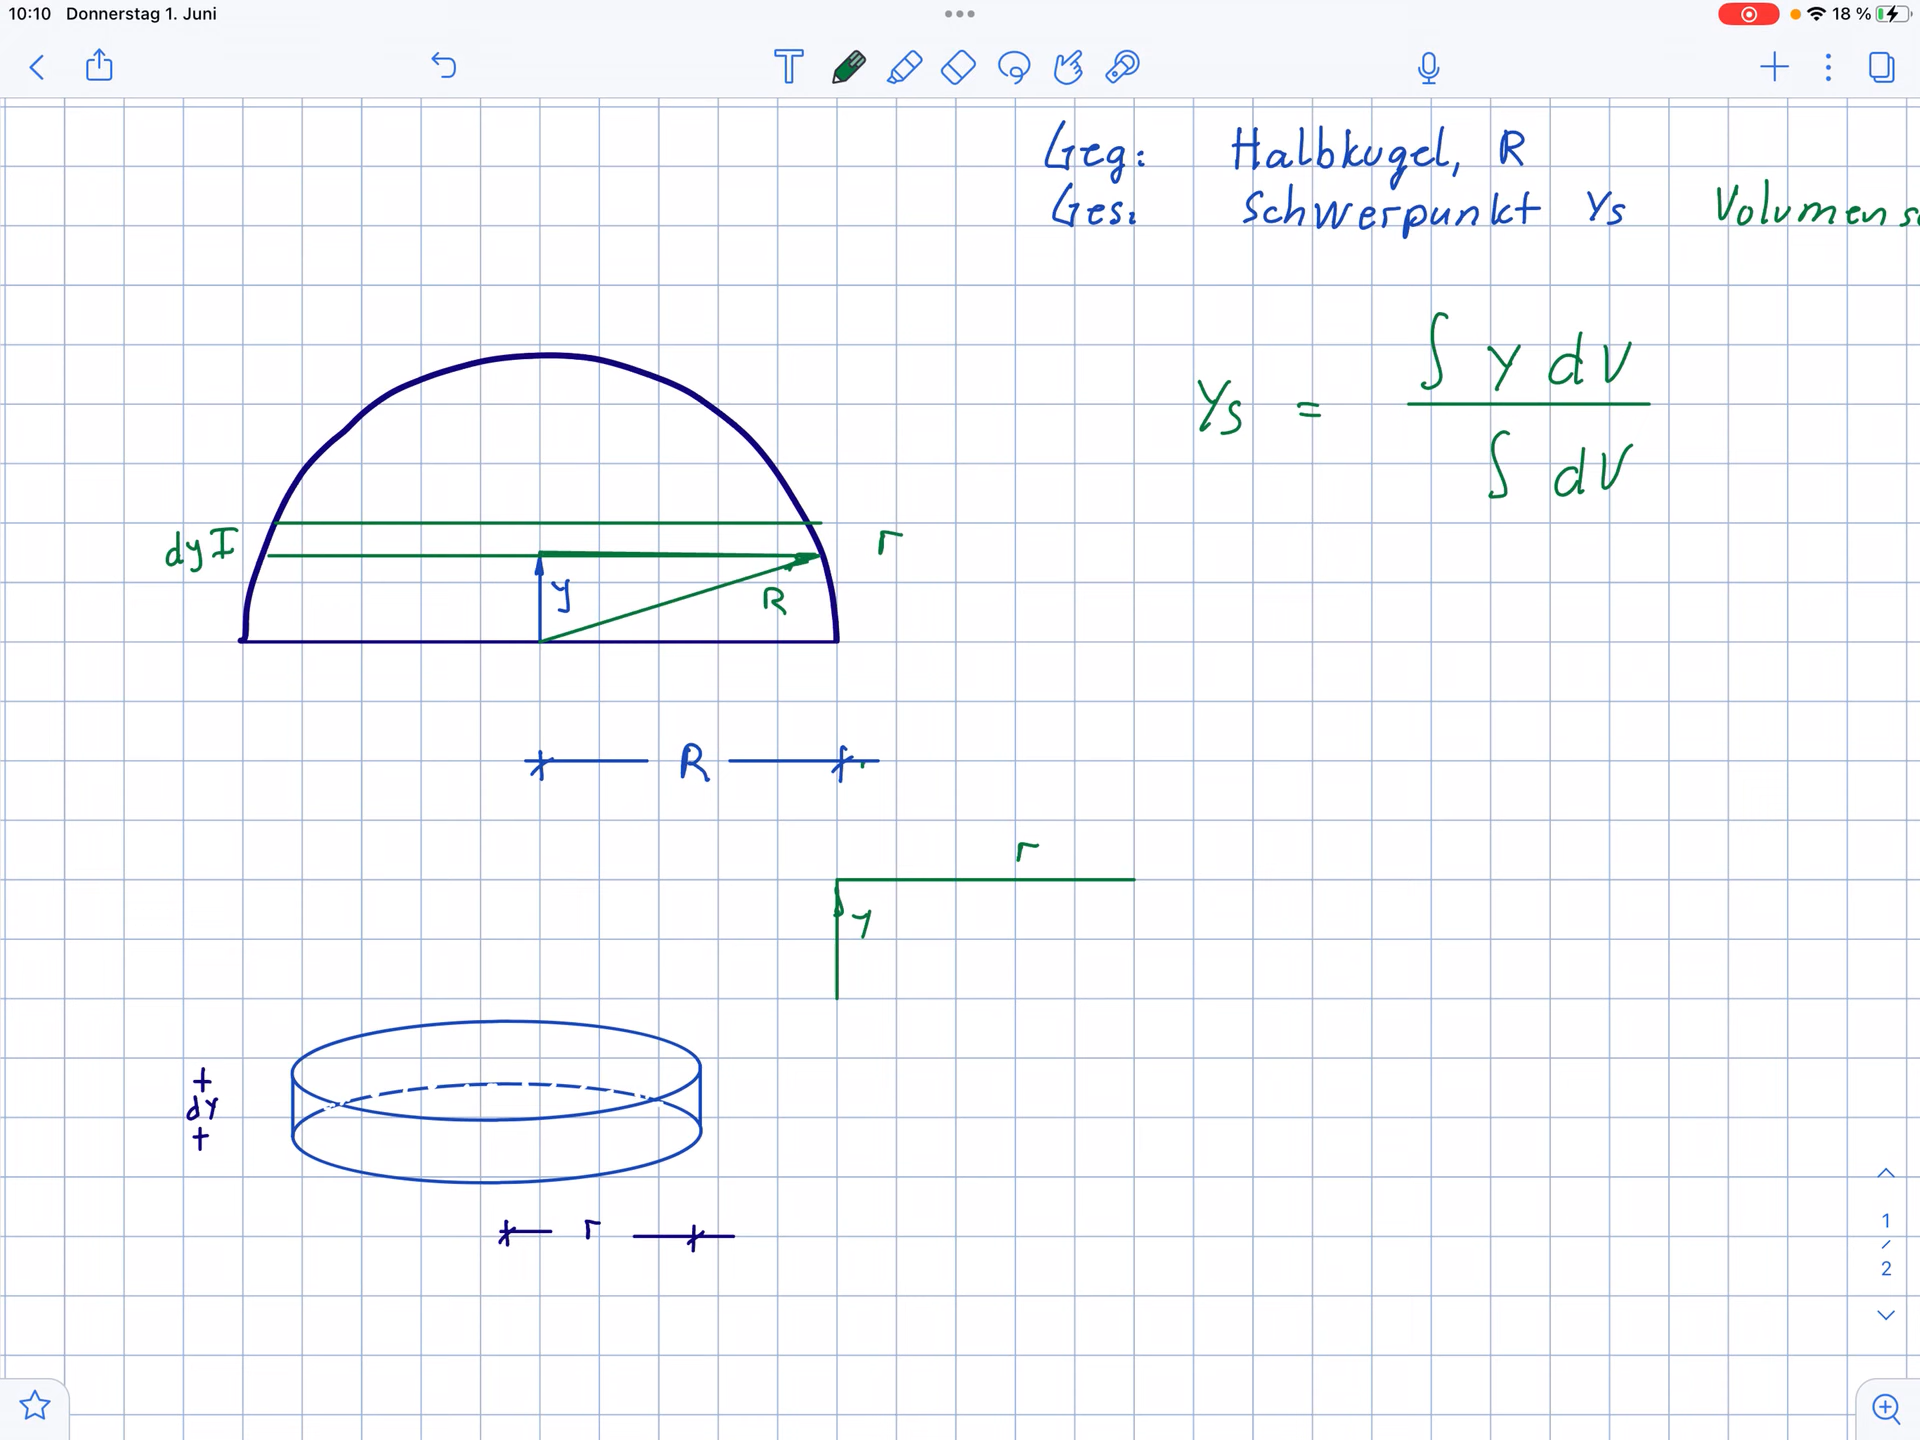 10:10 Donnerstag 1. Juni
18 %
Geg: Halbkugel, R
Ges: Schwerpunkt Ys Volumens
Ys = ∫ y dV
∫ dV
dy
r
y
R
R
r
y
dy
r
1
/
2